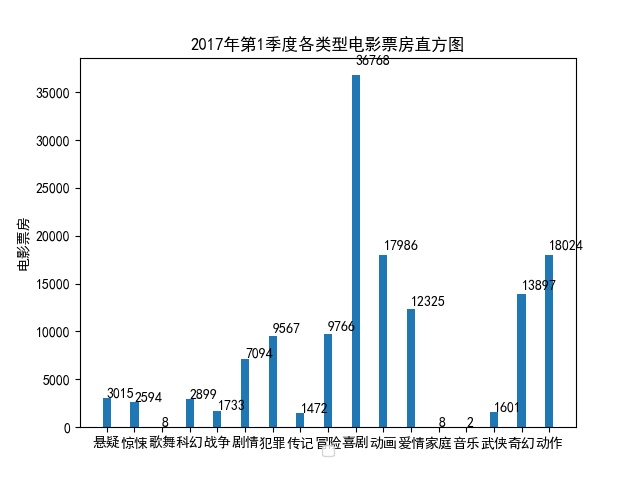 2017年第1季度各类型电影票房直方图
电影票房
35000
30000
25000
20000
15000
10000
5000
0
3015 2594 8 2899 1733 7094 9567 1472 9766 36768 17986 12325 8 2 1601 13897 18024
悬疑 惊悚 歌舞 科幻 战争 剧情 犯罪 传记 冒险 喜剧 动画 爱情 家庭 音乐 武侠 奇幻 动作